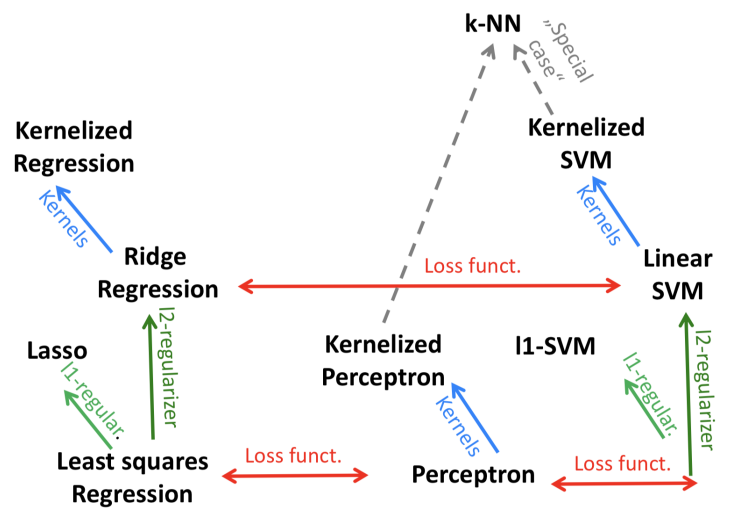 k-NN
„Special
case“
Kernelized
Regression
Kernelized
SVM
Kernels
Kernels
Ridge
Regression
Loss funct.
Linear
SVM
Lasso
l1-regular.
l2-regularizer
Kernelized
Perceptron
l1-SVM
l1-regular.
l2-regularizer
Kernels
Least squares
Regression
Loss funct.
Perceptron
Loss funct.